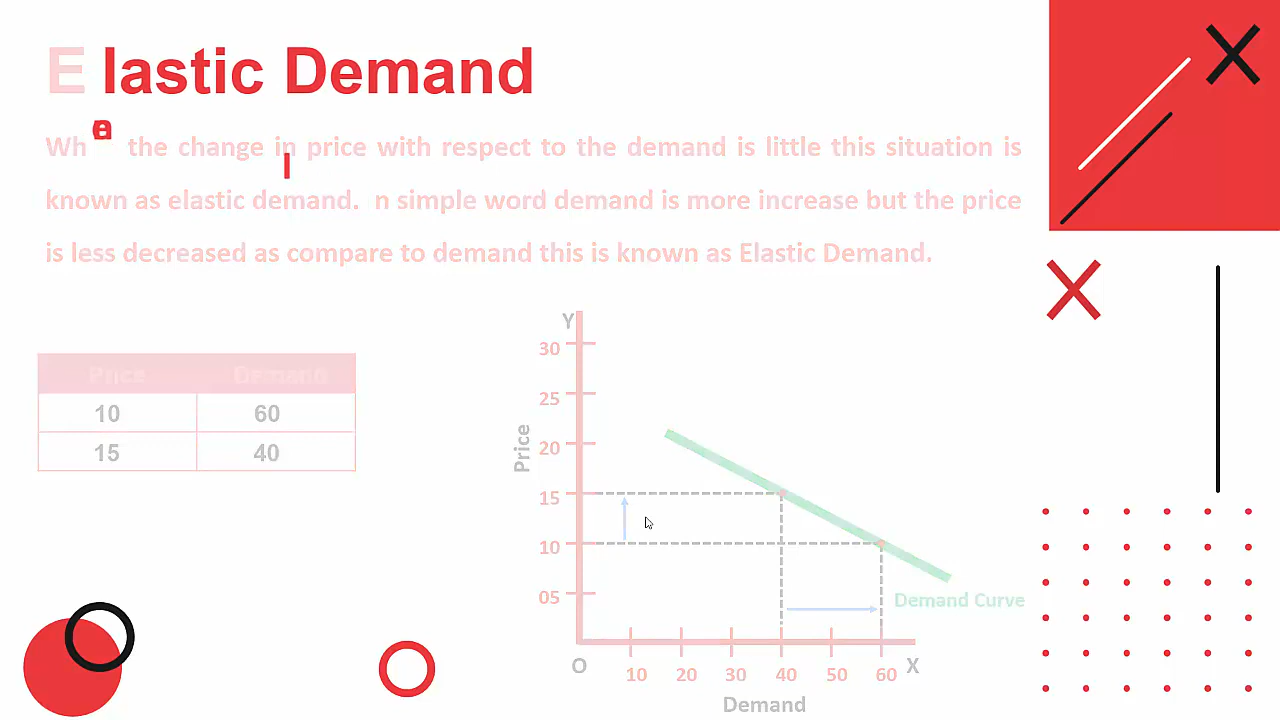 E lastic Demand
Wh e the change in price with respect to the demand is little this situation is
I
known as elastic demand. n simple word demand is more increase but the price
is less decreased as compare to demand this is known as Elastic Demand.
Price Demand
10 60
15 40
Y
30
25
20
15
10
05
Price
Demand Curve
O 10 20 30 40 50 60 X
Demand